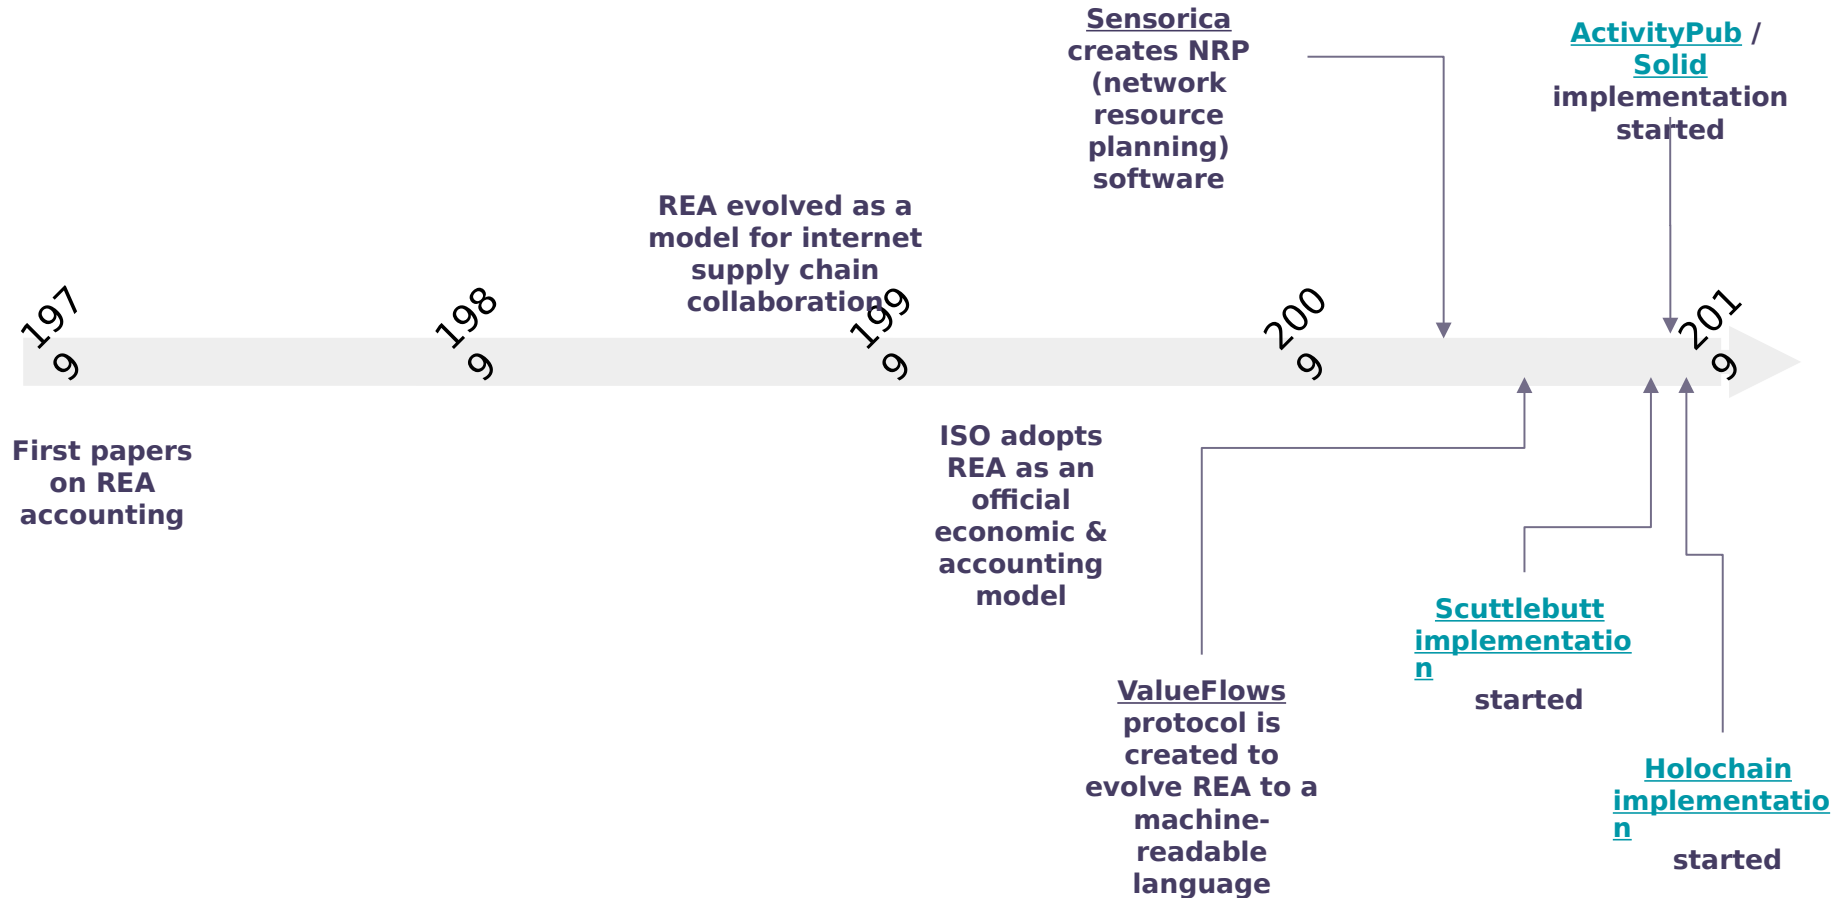 Sensorica
creates NRP
(network
resource
planning)
software
ActivityPub /
Solid
implementation
started
REA evolved as a
model for internet
supply chain
collaboration
197
9
198
9
199
9
200
9
201
9
First papers
on REA
accounting
ISO adopts
REA as an
official
economic &
accounting
model
ValueFlows
protocol is
created to
evolve REA to a
machine-
readable
language
Scuttlebutt
implementatio
n
started
Holochain
implementatio
n
started